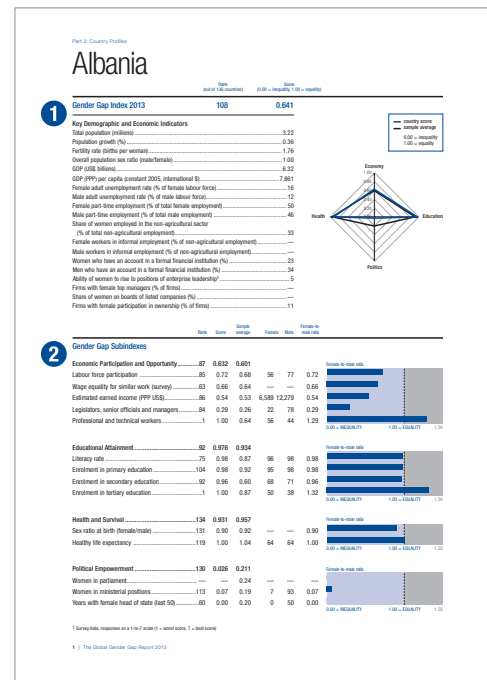 Part 2: Country Profiles
Albania
Rank Score
(out of 136 countries) (0.00 = inequality, 1.00 = equality)
1
Gender Gap Index 2013 108 0.641
Key Demographic and Economic Indicators
Total population (millions) 3.22
Population growth (%) 0.36
Fertility rate (births per woman) 1.76
Overall population sex ratio (male/female) 1.00
GDP (US$ billions) 6.32
GDP (PPP) per capita (constant 2005, international $) 7,861
Female adult unemployment rate (% of female labour force) 16
Male adult unemployment rate (% of male labour force) 12
Female part-time employment (% of total female employment) 50
Male part-time employment (% of total male employment) 46
Share of women employed in the non-agricultural sector
(% of total non-agricultural employment) 33
Female workers in informal employment (% of non-agricultural employment) —
Male workers in informal employment (% of non-agricultural employment) —
Women who have an account in a formal financial institution (%) 23
Men who have an account in a formal financial institution (%) 34
Ability of women to rise to positions of enterprise leadership¹ 5
Firms with female top managers (% of firms) —
Share of women on boards of listed companies (%) —
Firms with female participation in ownership (% of firms) 11
country score
sample average
0.00 = inequality
1.00 = equality
Economy
1.00
0.80
0.60
0.40
0.20
0.00
Health
Education
Politics
Rank Score Sample average Female Male Female-to-male ratio
2
Gender Gap Subindexes
Economic Participation and Opportunity 87 0.632 0.601
Labour force participation 85 0.72 0.68 56 77 0.72
Wage equality for similar work (survey) 63 0.66 0.64 — — 0.66
Estimated earned income (PPP US$) 86 0.54 0.53 6,589 12,279 0.54
Legislators, senior officials and managers 84 0.29 0.26 22 78 0.29
Professional and technical workers 1 1.00 0.64 56 44 1.29
Female-to-male ratio
0.00 = INEQUALITY 1.00 = EQUALITY 1.50
Educational Attainment 92 0.976 0.934
Literacy rate 75 0.98 0.87 96 98 0.98
Enrolment in primary education 104 0.98 0.92 95 98 0.98
Enrolment in secondary education 92 0.96 0.60 68 71 0.96
Enrolment in tertiary education 1 1.00 0.87 50 38 1.32
Female-to-male ratio
0.00 = INEQUALITY 1.00 = EQUALITY 1.50
Health and Survival 134 0.931 0.957
Sex ratio at birth (female/male) 131 0.90 0.92 — — 0.90
Healthy life expectancy 119 1.00 1.04 64 64 1.00
Female-to-male ratio
0.00 = INEQUALITY 1.00 = EQUALITY 1.50
Political Empowerment 130 0.026 0.211
Women in parliament — — 0.24 — — —
Women in ministerial positions 113 0.07 0.19 7 93 0.07
Years with female head of state (last 50) 60 0.00 0.20 0 50 0.00
Female-to-male ratio
0.00 = INEQUALITY 1.00 = EQUALITY 1.50
¹ Survey data, responses on a 1-to-7 scale (1 = worst score, 7 = best score)
1 | The Global Gender Gap Report 2013